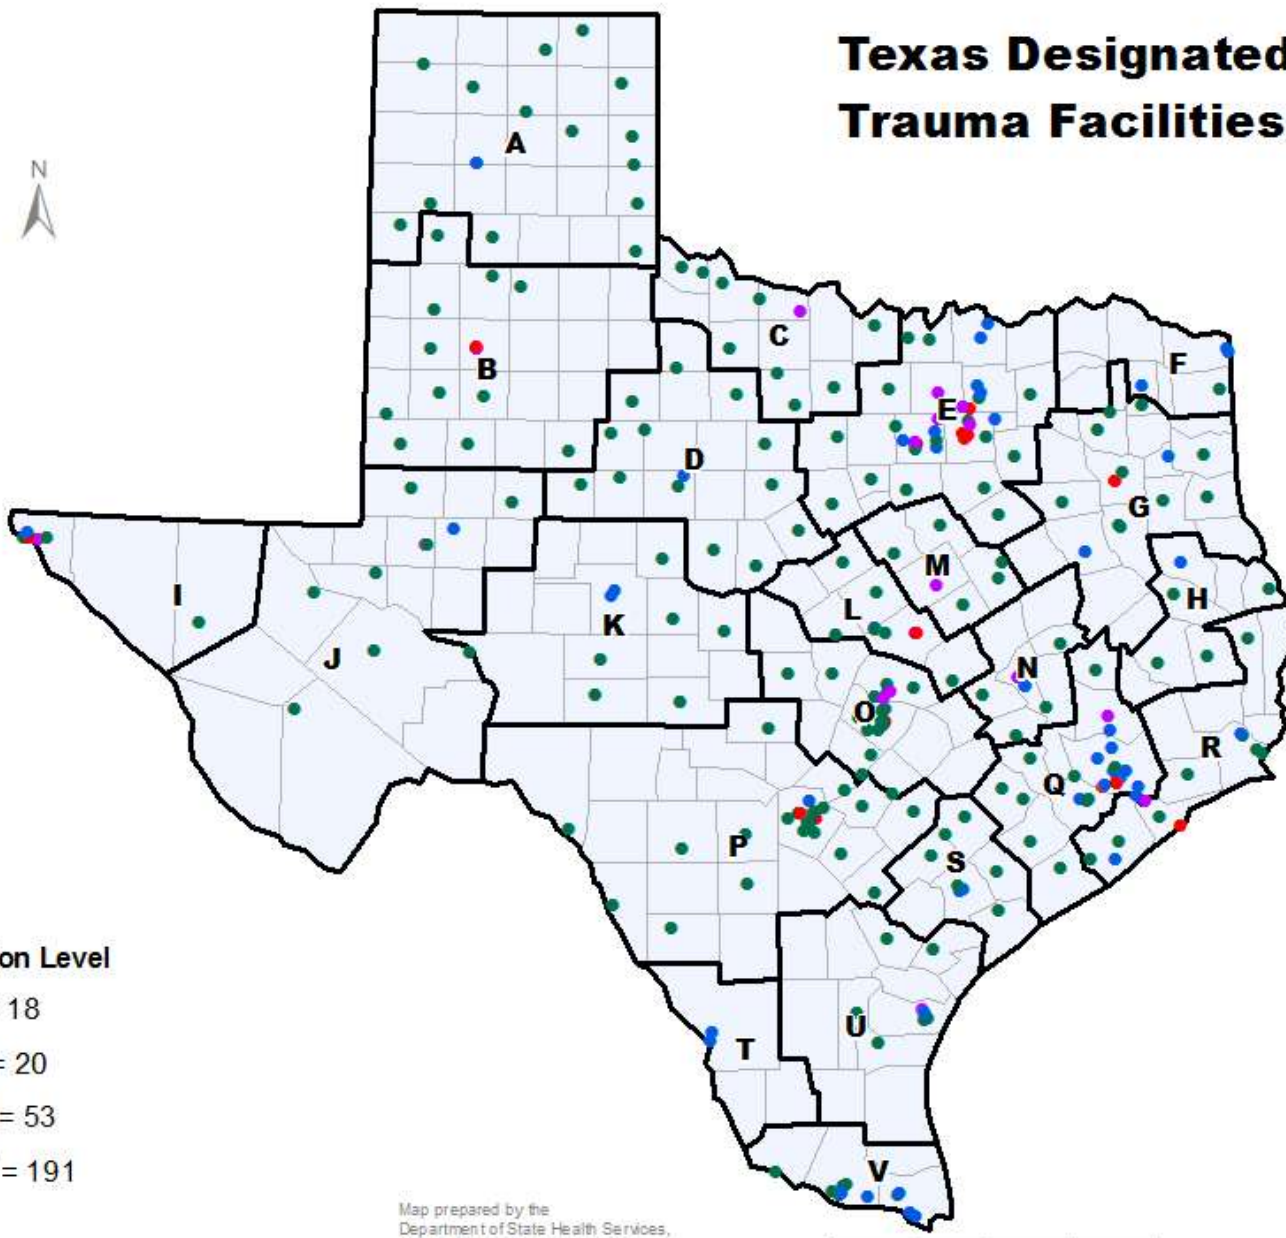 Texas Designated
Trauma Facilities
N
A
B
C
D
E
F
G
H
I
J
K
L
M
N
O
P
Q
R
S
T
U
V
on Level
18
= 20
= 53
= 191
Map prepared by the
Department of State Health Services,